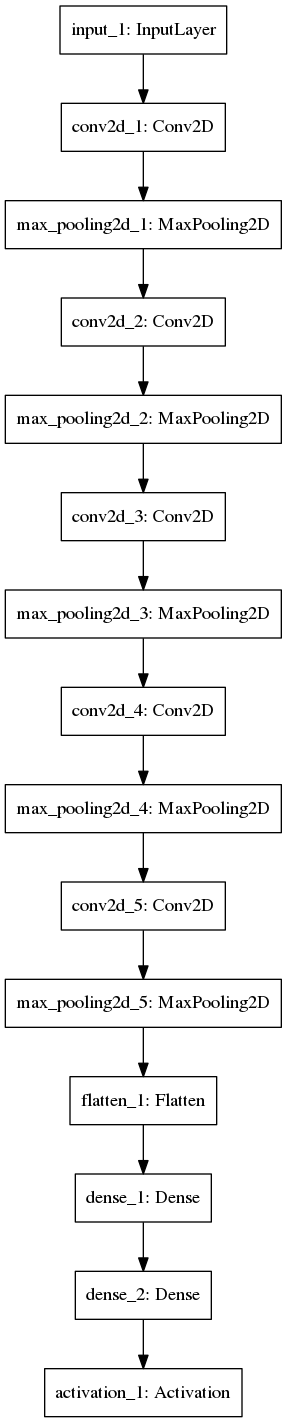 input_1: InputLayer
conv2d_1: Conv2D
max_pooling2d_1: MaxPooling2D
conv2d_2: Conv2D
max_pooling2d_2: MaxPooling2D
conv2d_3: Conv2D
max_pooling2d_3: MaxPooling2D
conv2d_4: Conv2D
max_pooling2d_4: MaxPooling2D
conv2d_5: Conv2D
max_pooling2d_5: MaxPooling2D
flatten_1: Flatten
dense_1: Dense
dense_2: Dense
activation_1: Activation